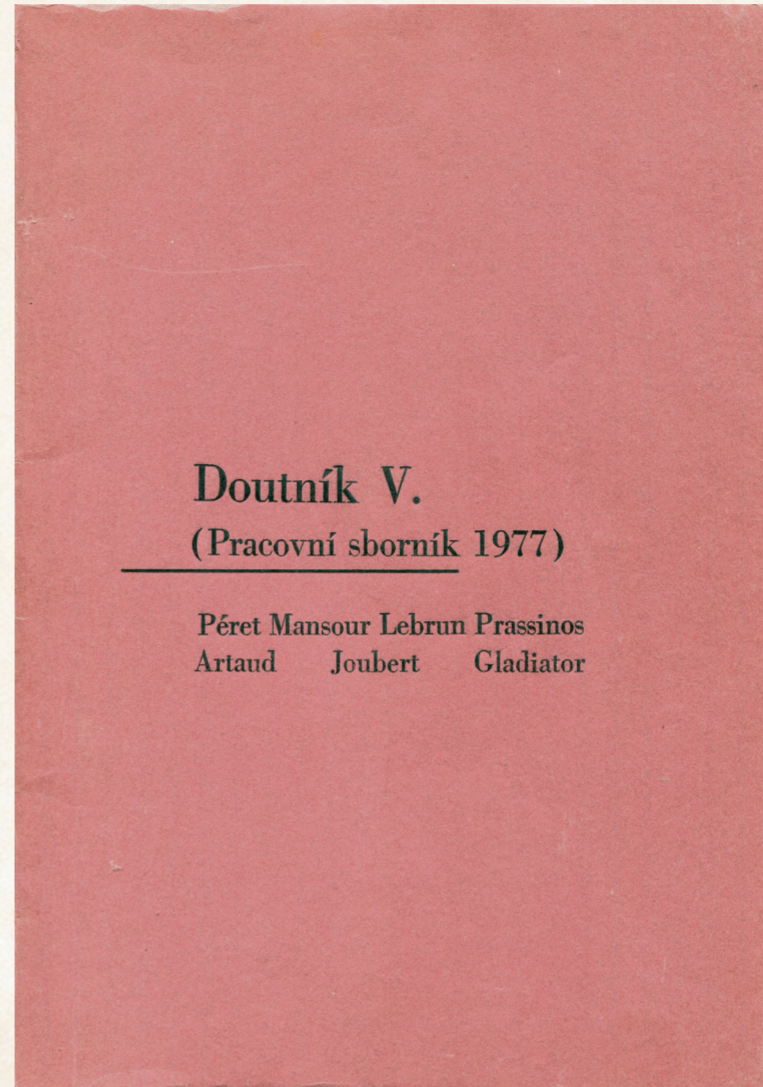 Doutník V.
(Pracovní sborník 1977)
Péret Mansour Lebrun Prassinos
Artaud Joubert Gladiator